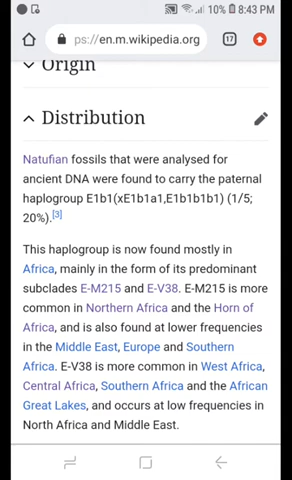 10% 8:43 PM
ps://en.m.wikipedia.org
17
Origin
Distribution
Natufian fossils that were analysed for
ancient DNA were found to carry the paternal
haplogroup E1b1(xE1b1a1,E1b1b1b1) (1/5;
20%).[3]
This haplogroup is now found mostly in
Africa, mainly in the form of its predominant
subclades E-M215 and E-V38. E-M215 is more
common in Northern Africa and the Horn of
Africa, and is also found at lower frequencies
in the Middle East, Europe and Southern
Africa. E-V38 is more common in West Africa,
Central Africa, Southern Africa and the African
Great Lakes, and occurs at low frequencies in
North Africa and Middle East.